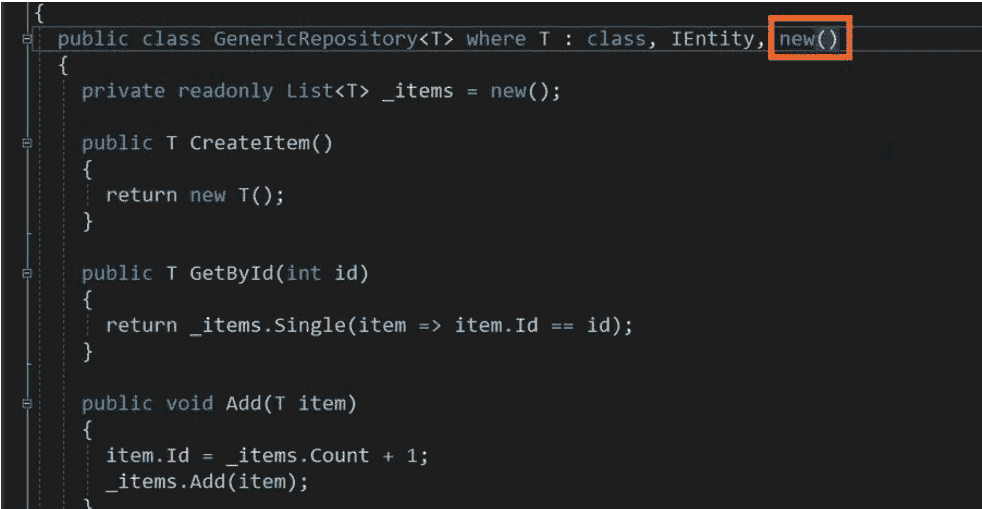 {
public class GenericRepository<T> where T : class, IEntity, new()
{
private readonly List<T> _items = new();
public T CreateItem()
{
return new T();
}
public T GetById(int id)
{
return _items.Single(item => item.Id == id);
}
public void Add(T item)
{
item.Id = _items.Count + 1;
_items.Add(item);
}